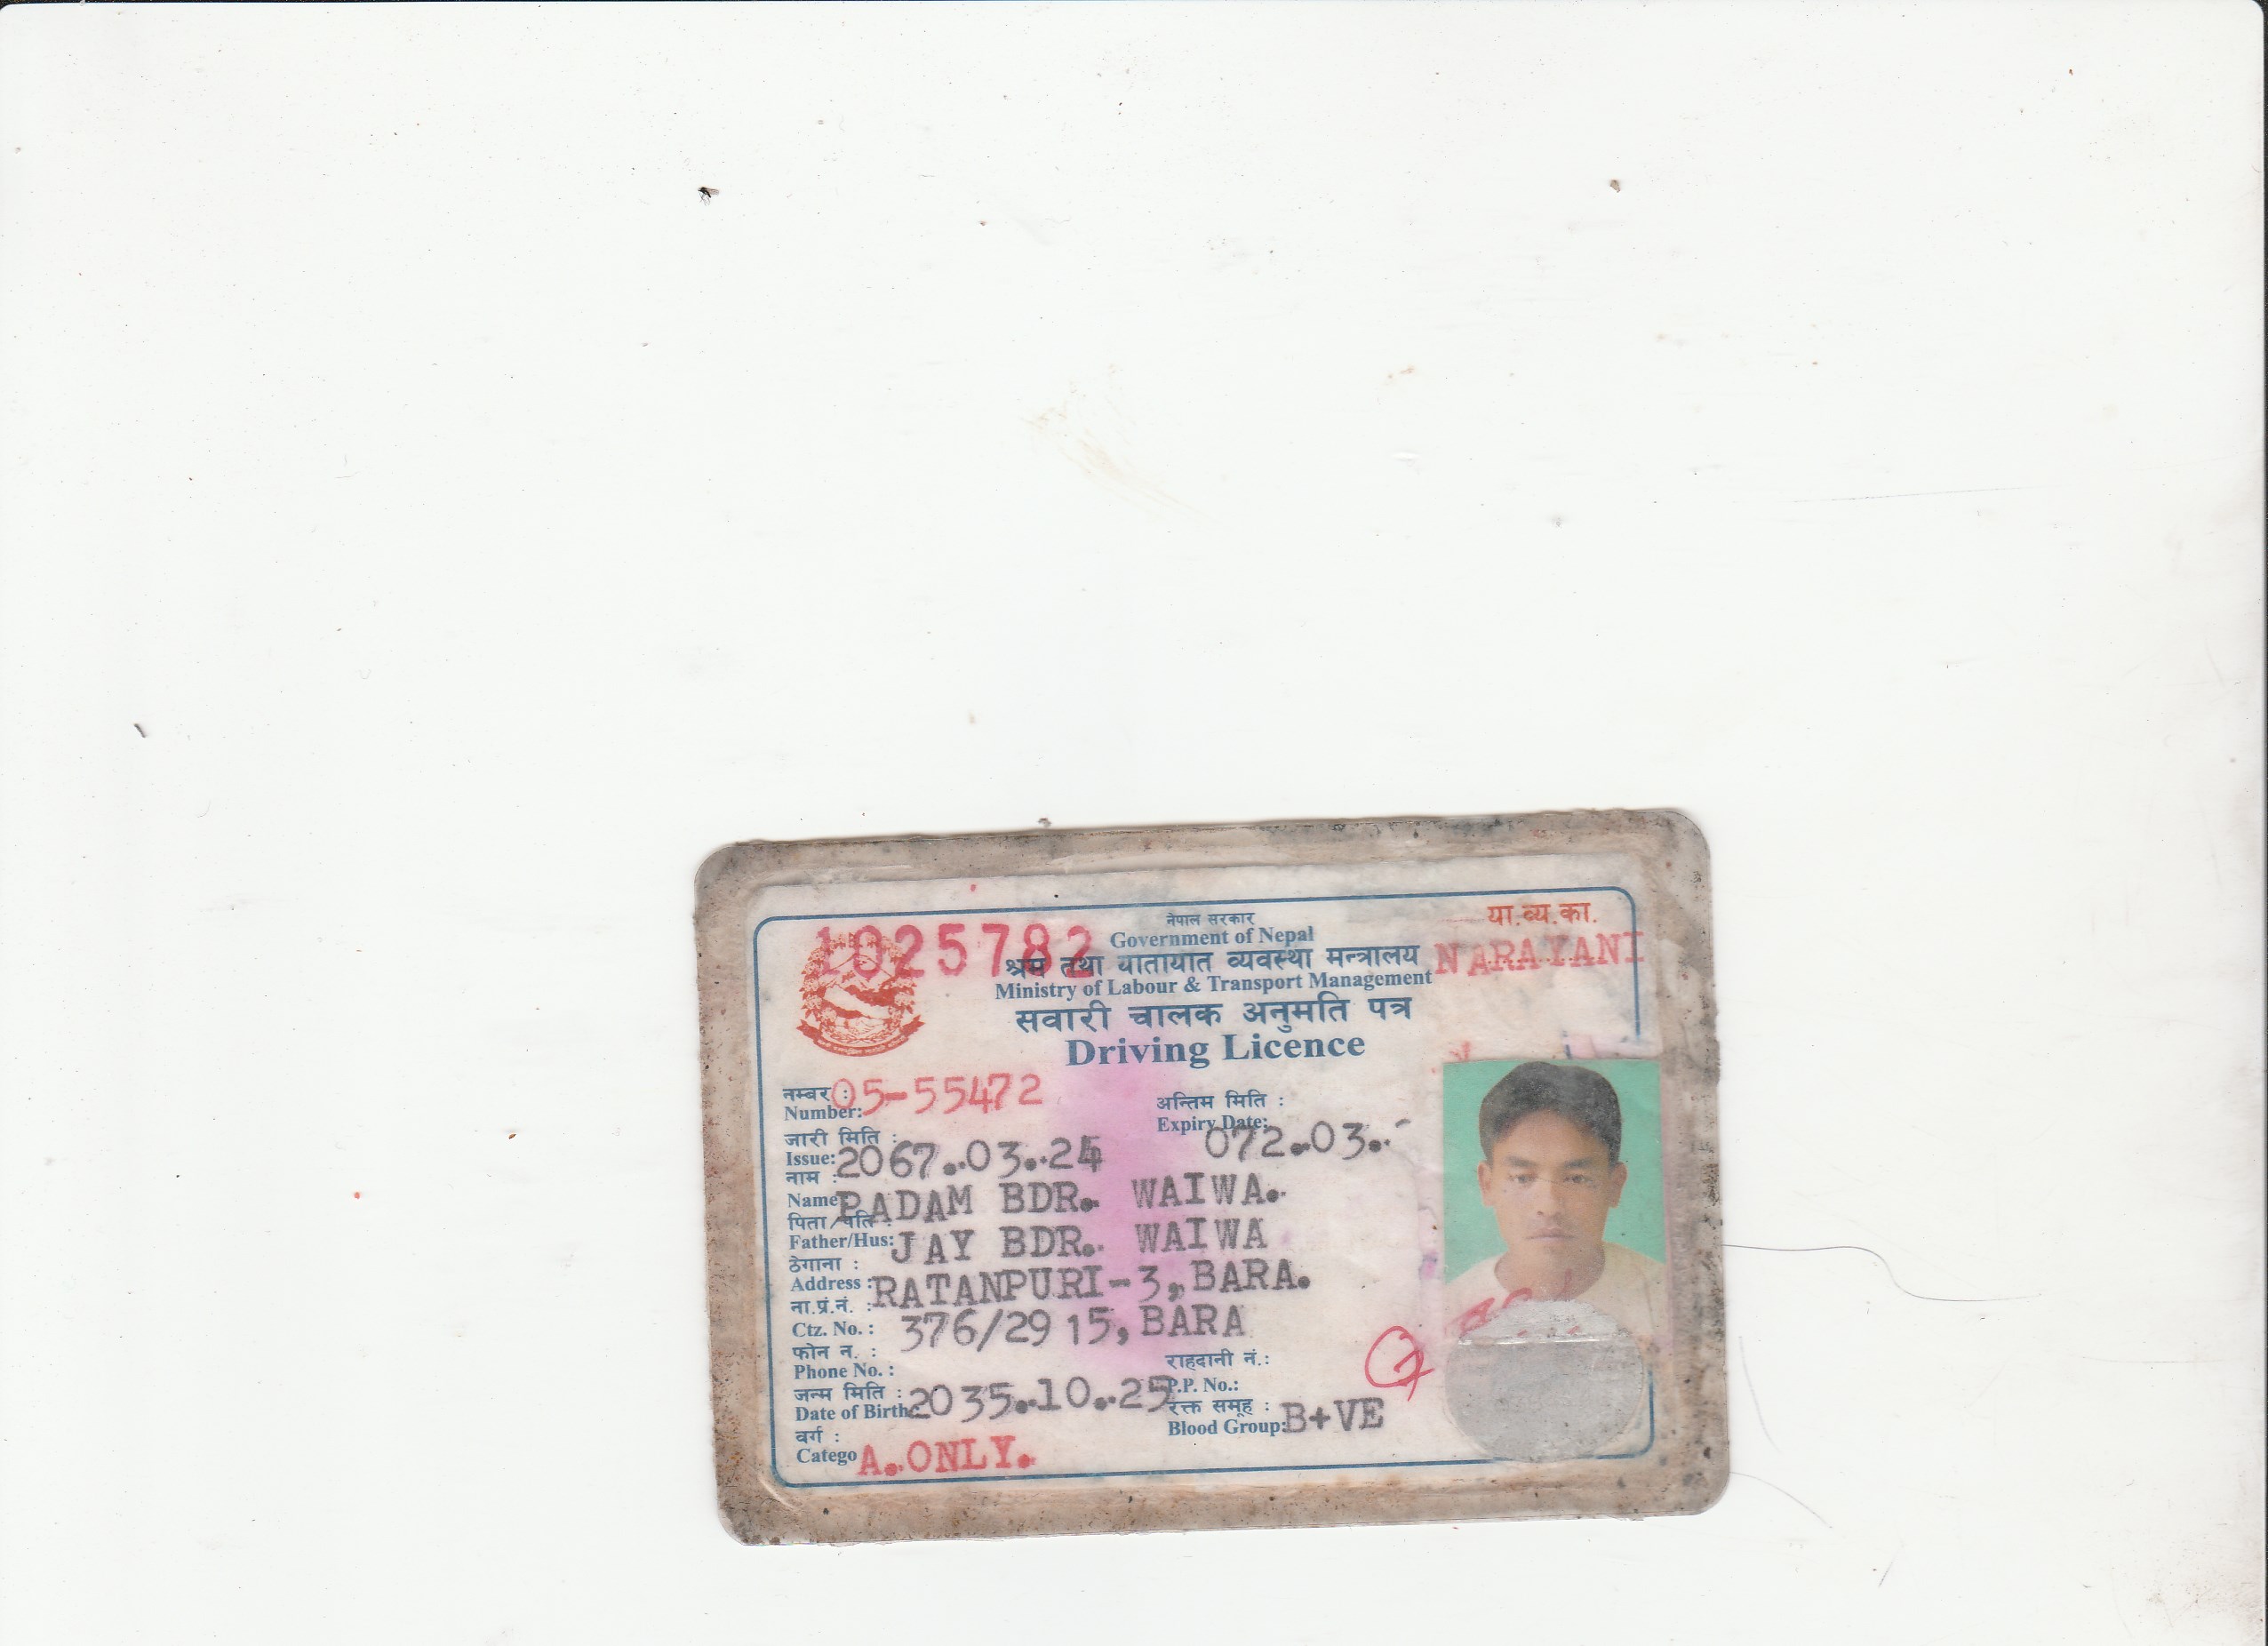 1025782
नेपाल सरकार
Government of Nepal
श्रम तथा यातायात व्यवस्था मन्त्रालय
Ministry of Labour & Transport Management
सवारी चालक अनुमति पत्र
Driving Licence
या.व्य.का.
NARAYANI
नम्बर : 05-55472
Number:
अन्तिम मिति :
Expiry Date: 072..03..
जारी मिति :
Issue: 2067..03..24
नाम :
Name PADAM BDR. WAIWA.
पिता/पति :
Father/Hus: JAY BDR. WAIWA
ठेगाना :
Address : RATANPURI-3, BARA.
ना.प्र.नं. :
Ctz. No. : 376/29 15, BARA
फोन न. :
Phone No. :
राहदानी नं.:
P.P. No.:
जन्म मिति :
Date of Birth 2035..10..25
रक्त समूह :
Blood Group: B+VE
वर्ग :
Catego A..ONLY.